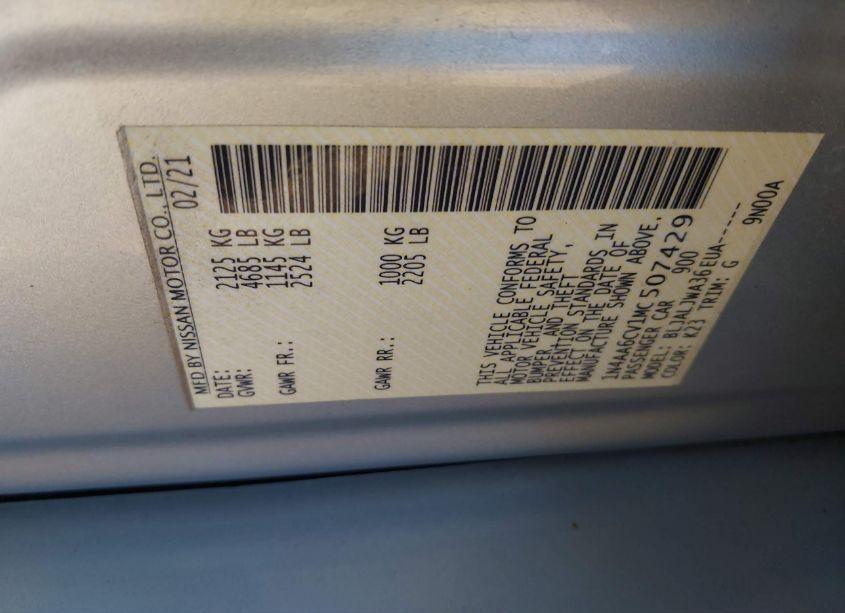 MFD BY NISSAN MOTOR CO., LTD.
DATE: 02/21
GVWR: 2125 KG
4685 LB
GAWR FR.: 1145 KG
2524 LB
GAWR RR.: 1000 KG
2205 LB
THIS VEHICLE CONFORMS TO
ALL APPLICABLE FEDERAL
MOTOR VEHICLE SAFETY,
BUMPER, AND THEFT
PREVENTION STANDARDS IN
EFFECT ON THE DATE OF
MANUFACTURE SHOWN ABOVE.
1N4AA6CV1MC507429
PASSENGER CAR 900
MODEL: BLJALJWA36EUA-----
COLOR: K23 TRIM: G 9N00A